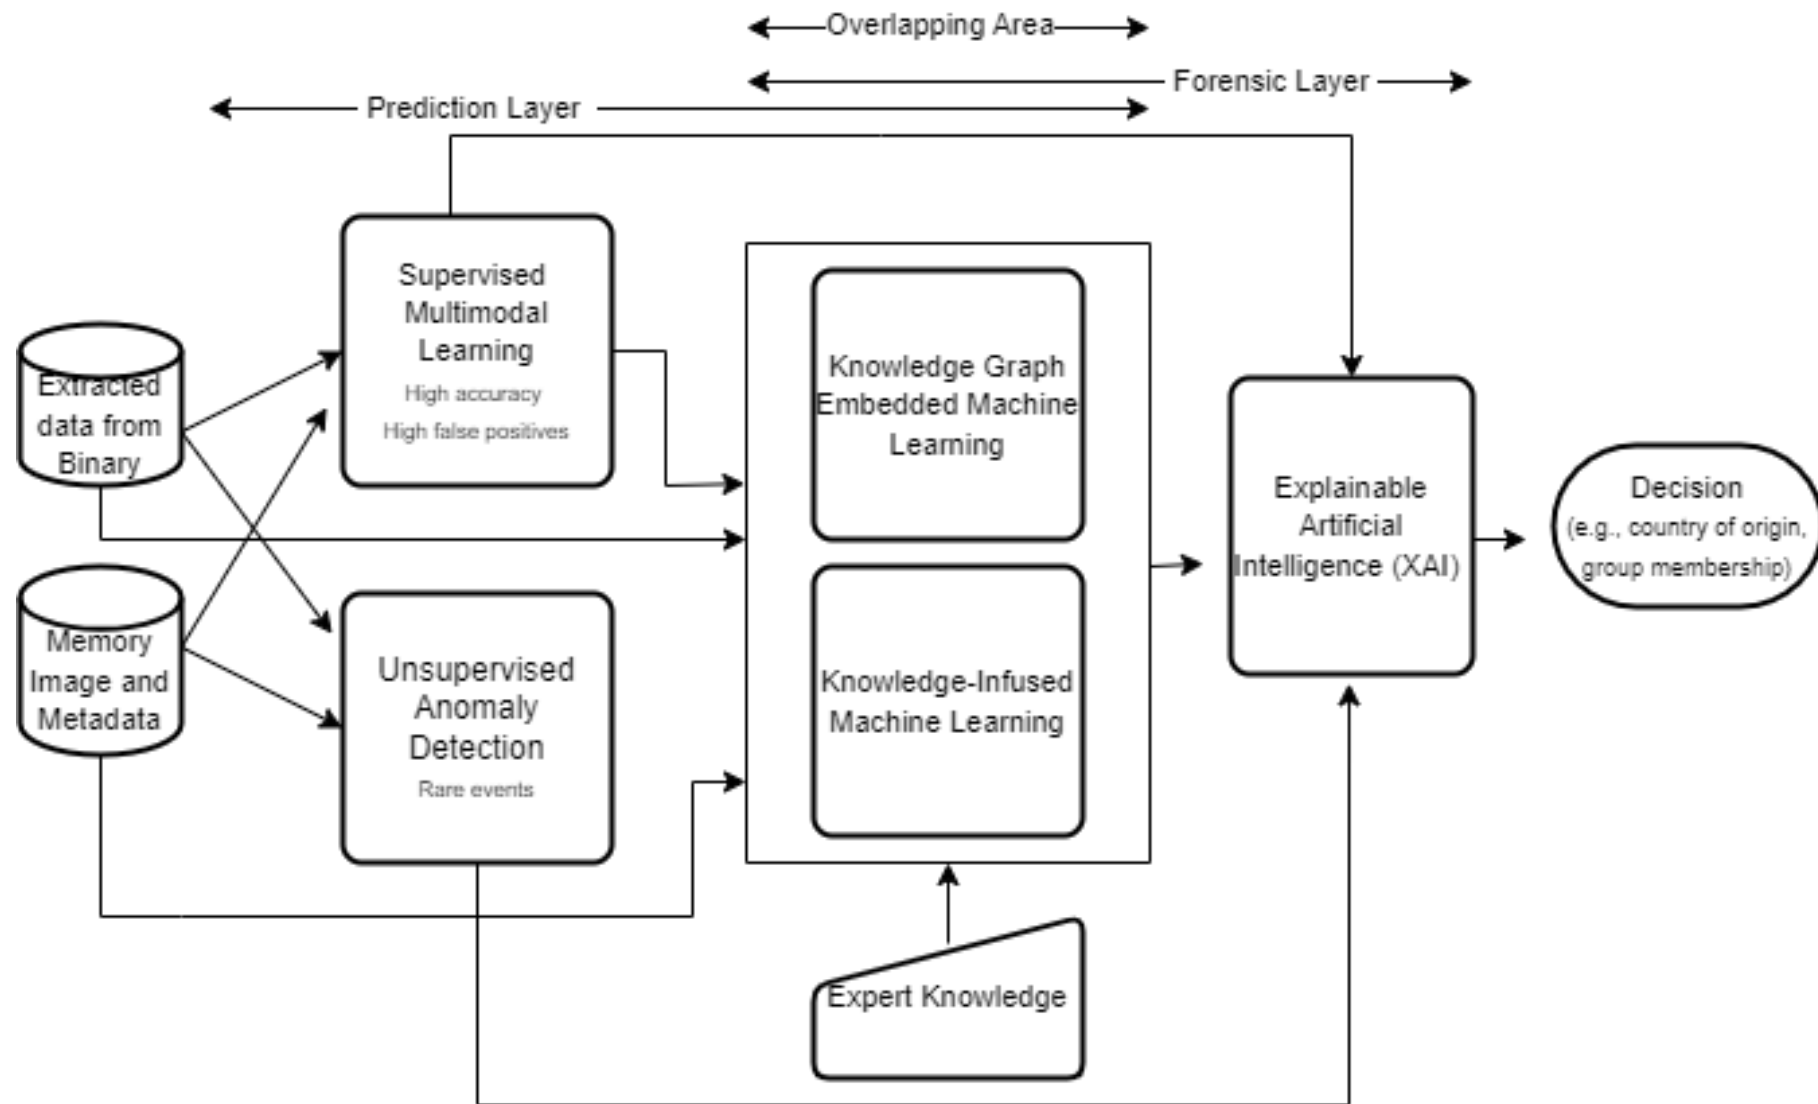 Overlapping Area
Forensic Layer
Prediction Layer
Supervised
Multimodal
Learning
High accuracy
High false positives
Extracted
data from
Binary
Memory
Image and
Metadata
Unsupervised
Anomaly
Detection
Rare events
Knowledge Graph
Embedded Machine
Learning
Knowledge-Infused
Machine Learning
Expert Knowledge
Explainable
Artificial
Intelligence (XAI)
Decision
(e.g., country of origin,
group membership)